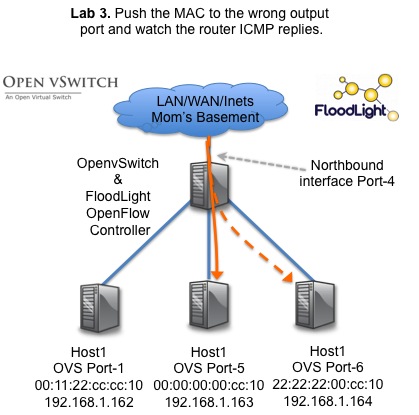 Lab 3. Push the MAC to the wrong output
port and watch the router ICMP replies.
OPEN VSWITCH
An Open Virtual Switch
FLOODLIGHT
LAN/WAN/Inets
Mom's Basement
OpenvSwitch
&
FloodLight
OpenFlow
Controller
Northbound
interface Port-4
Host1
OVS Port-1
00:11:22:cc:cc:10
192.168.1.162
Host1
OVS Port-5
00:00:00:00:cc:10
192.168.1.163
Host1
OVS Port-6
22:22:22:00:cc:10
192.168.1.164